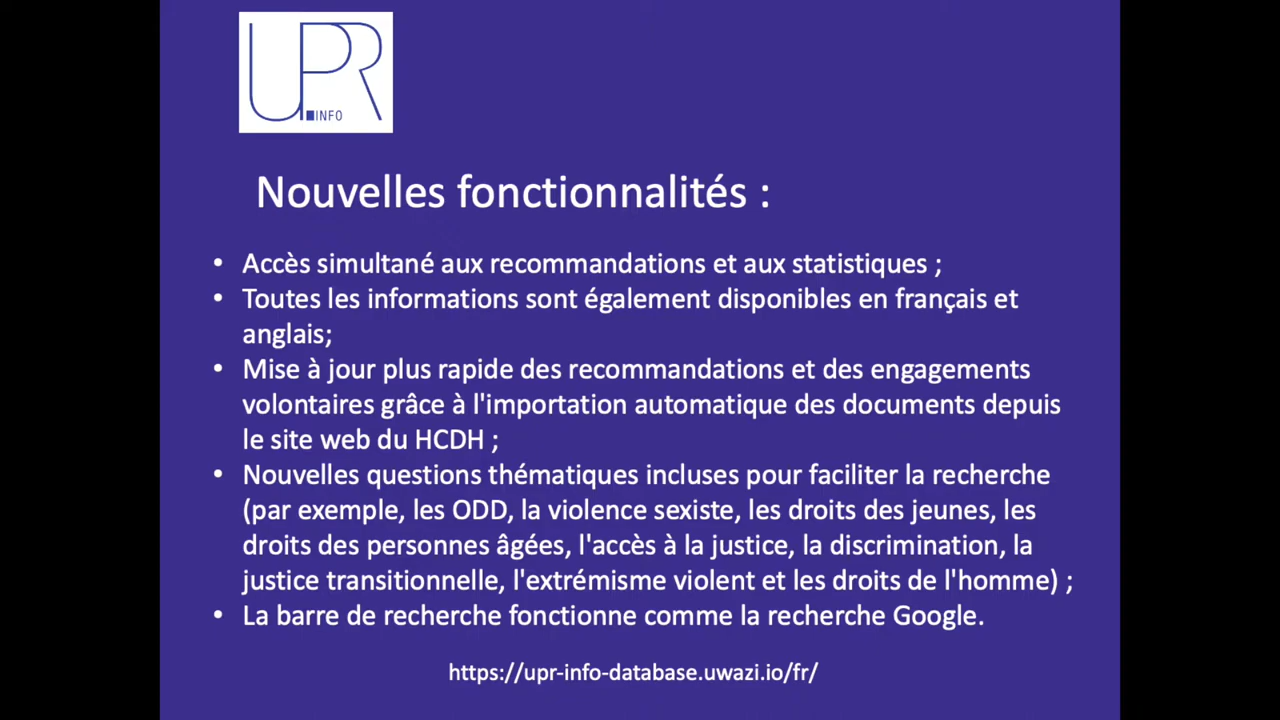 UPR
.INFO
Nouvelles fonctionnalités :
• Accès simultané aux recommandations et aux statistiques ;
• Toutes les informations sont également disponibles en français et
anglais;
• Mise à jour plus rapide des recommandations et des engagements
volontaires grâce à l'importation automatique des documents depuis
le site web du HCDH ;
• Nouvelles questions thématiques incluses pour faciliter la recherche
(par exemple, les ODD, la violence sexiste, les droits des jeunes, les
droits des personnes âgées, l'accès à la justice, la discrimination, la
justice transitionnelle, l'extrémisme violent et les droits de l'homme) ;
• La barre de recherche fonctionne comme la recherche Google.
https://upr-info-database.uwazi.io/fr/